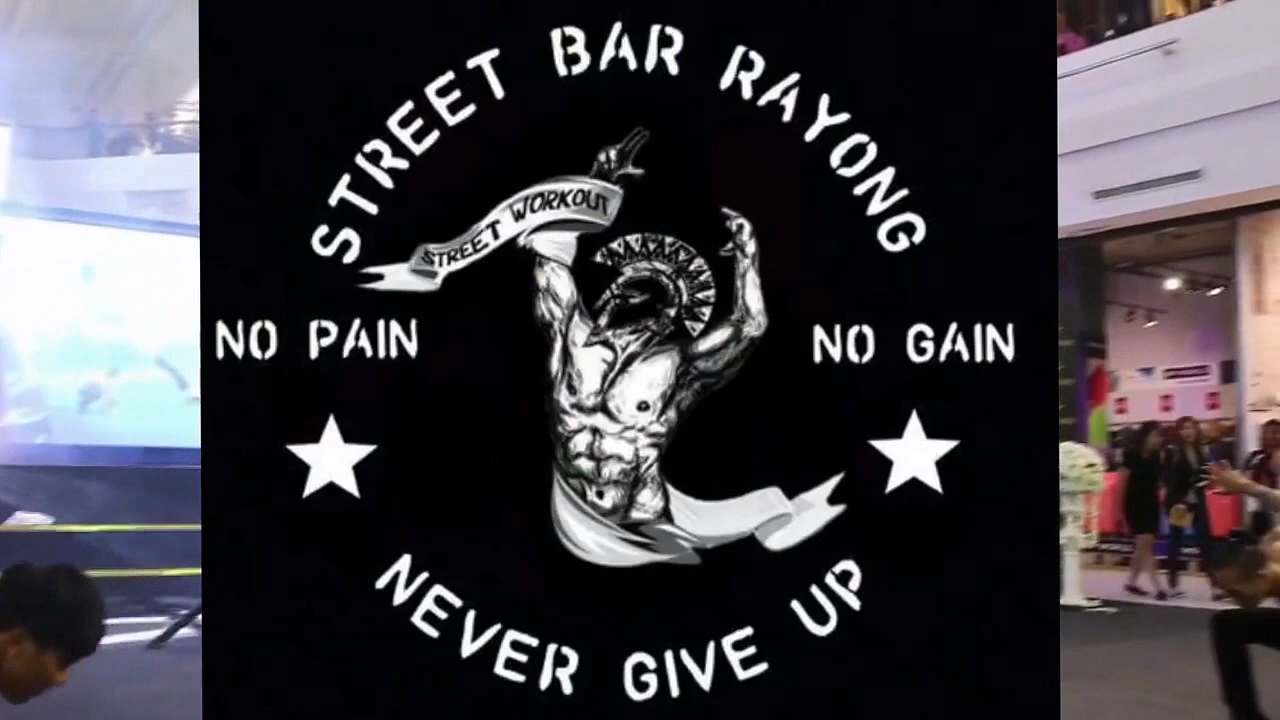 STREET BAR RAYONG
STREET WORKOUT
NO PAIN
NO GAIN
NEVER GIVE UP